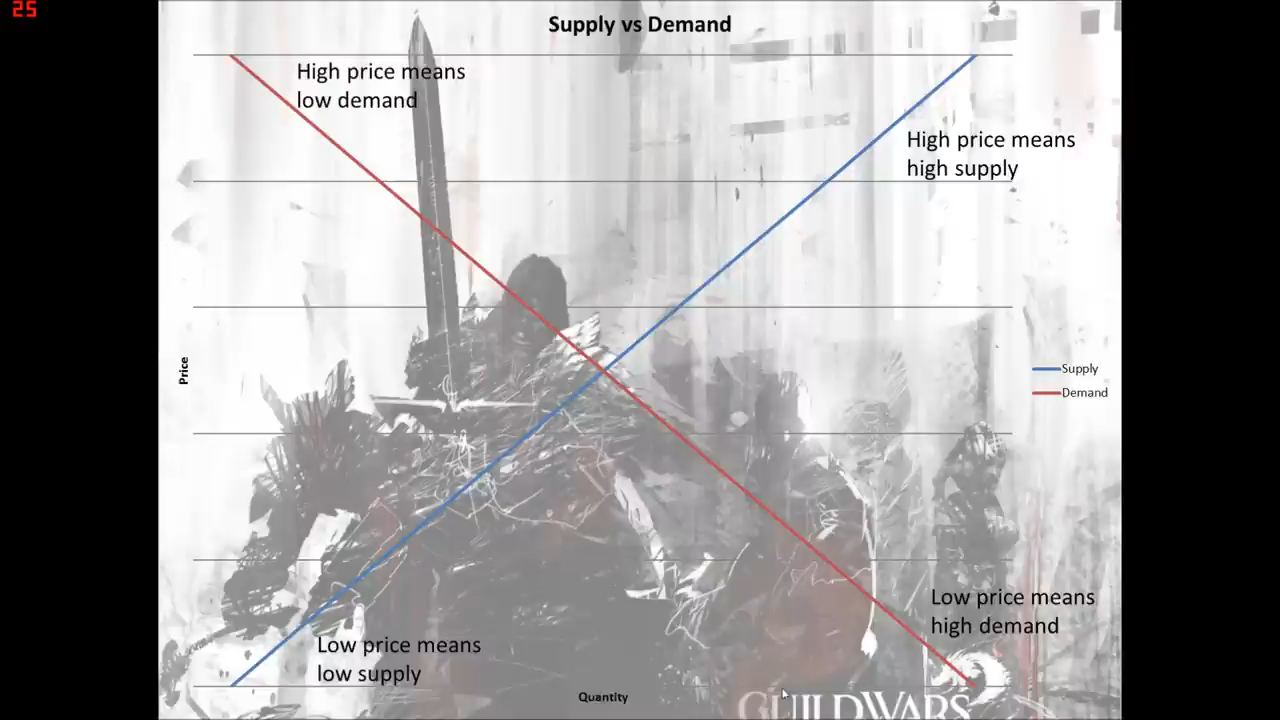 25
Supply vs Demand
High price means
low demand
High price means
high supply
Price
Supply
Demand
Low price means
high demand
Low price means
low supply
Quantity
GUILDWARS